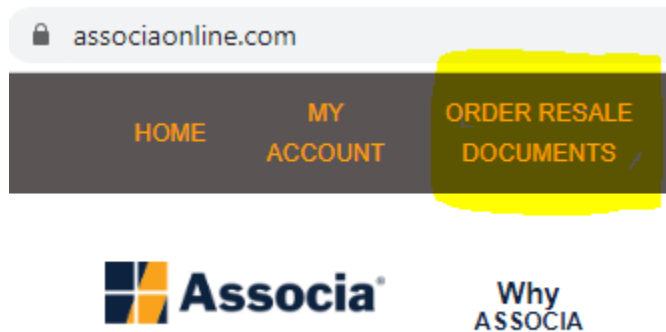 associaonline.com
HOME
MY
ACCOUNT
ORDER RESALE
DOCUMENTS
Associa®
Why
ASSOCIA